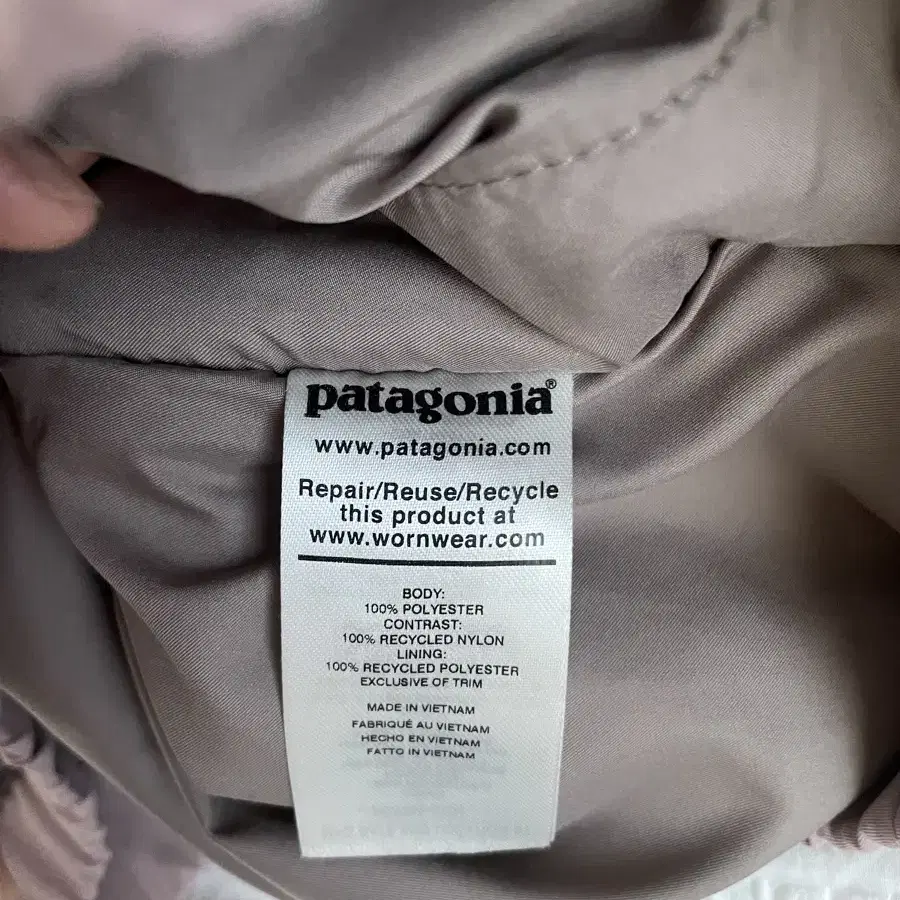 patagonia®
www.patagonia.com
Repair/Reuse/Recycle
this product at
www.wornwear.com
BODY:
100% POLYESTER
CONTRAST:
100% RECYCLED NYLON
LINING:
100% RECYCLED POLYESTER
EXCLUSIVE OF TRIM
MADE IN VIETNAM
FABRIQUÉ AU VIETNAM
HECHO EN VIETNAM
FATTO IN VIETNAM